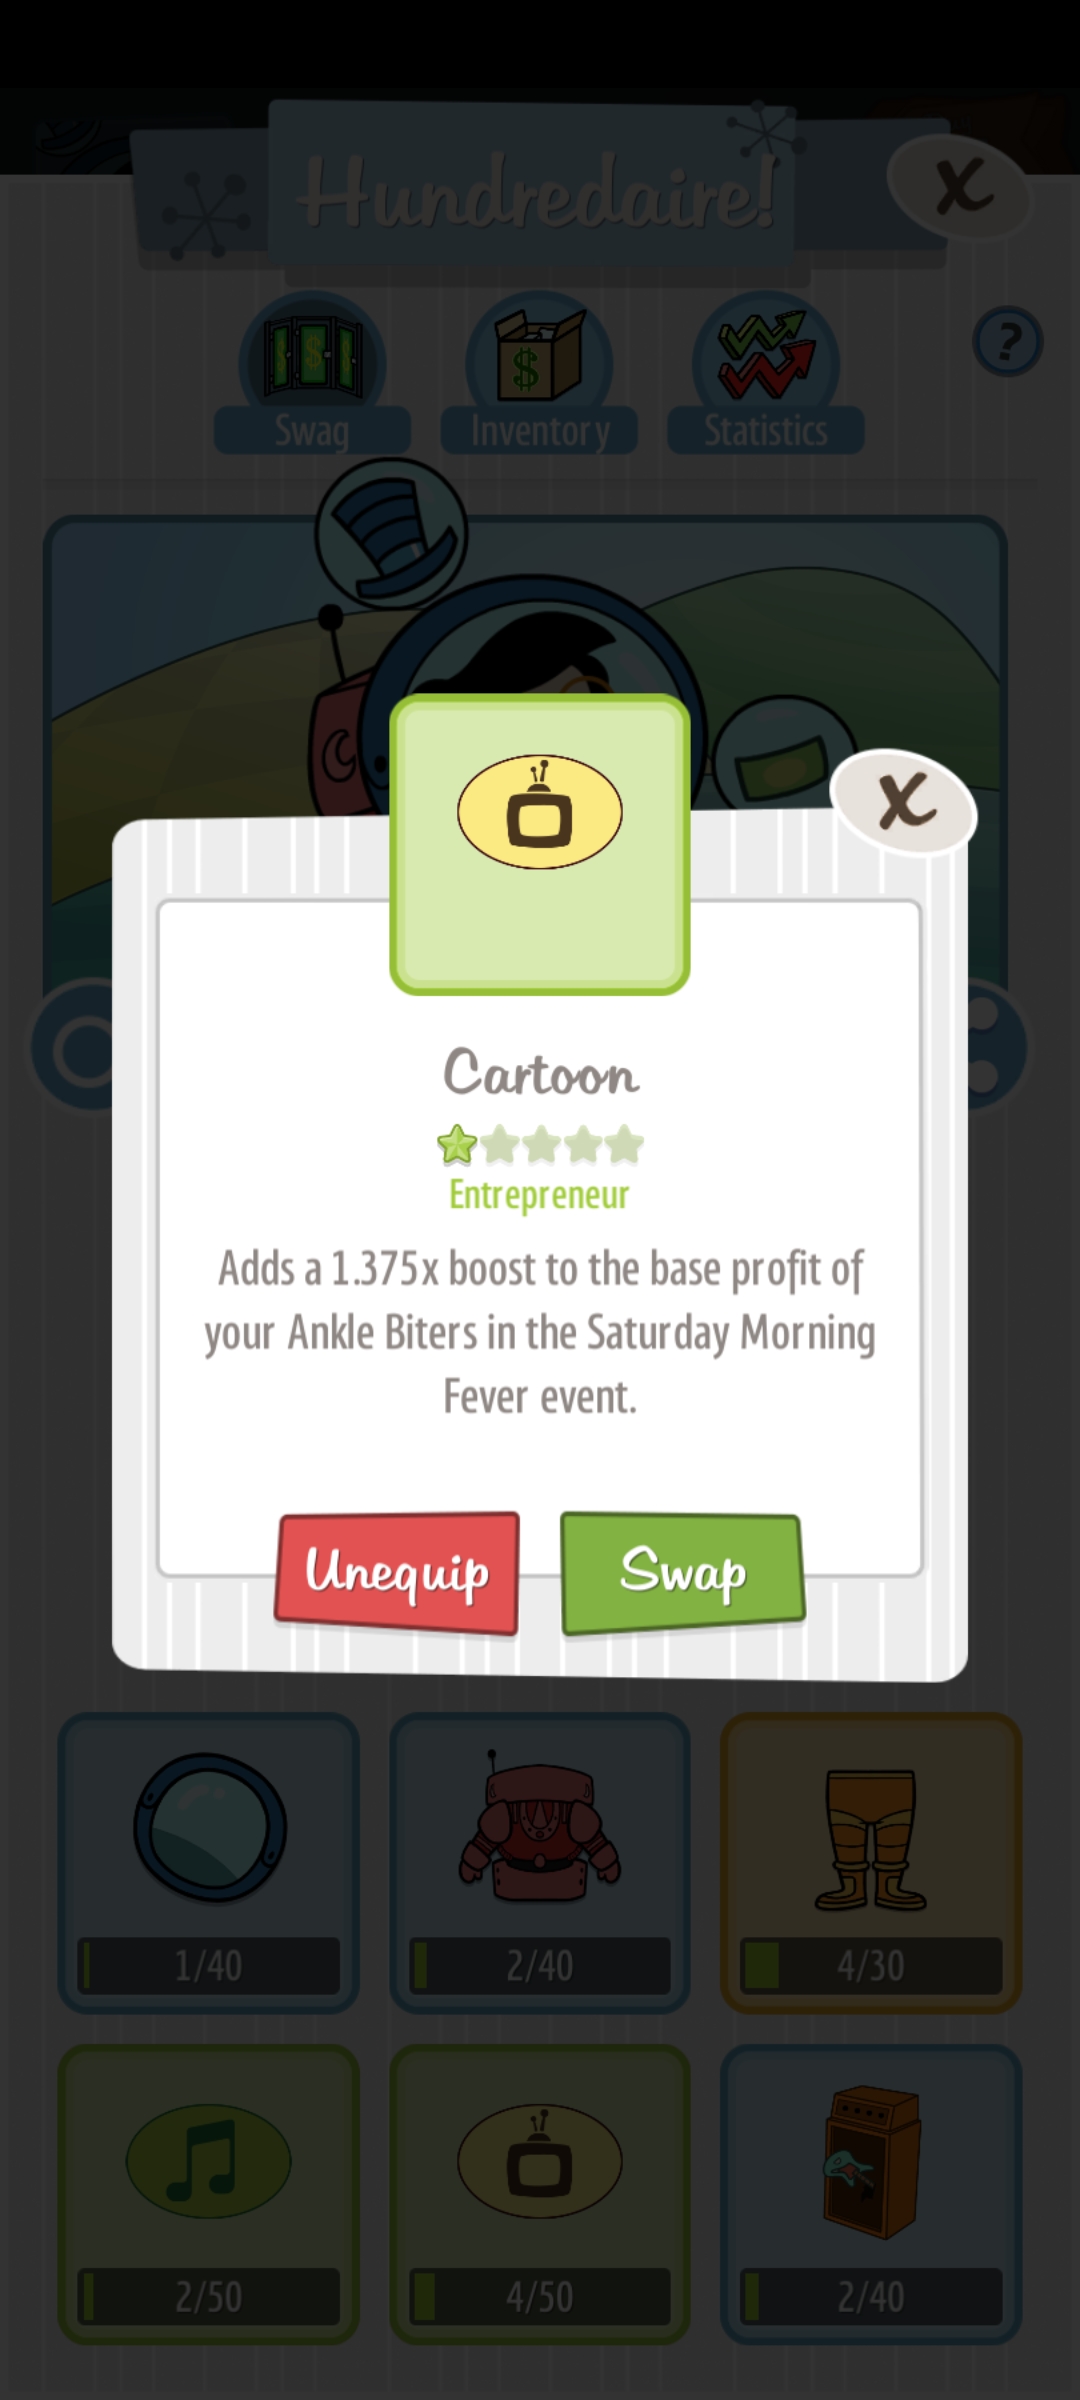 Hundredaire!
X
?
Swag
Inventory
Statistics
X
Cartoon
Entrepreneur
Adds a 1.375x boost to the base profit of
your Ankle Biters in the Saturday Morning
Fever event.
Unequip
Swap
1/40
2/40
4/30
2/50
4/50
2/40